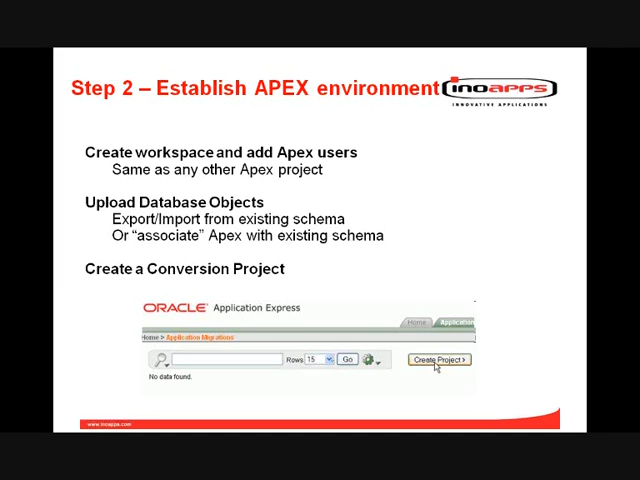 Step 2 – Establish APEX environment
inoapps
INNOVATIVE APPLICATIONS
Create workspace and add Apex users
Same as any other Apex project
Upload Database Objects
Export/Import from existing schema
Or “associate” Apex with existing schema
Create a Conversion Project
ORACLE Application Express
Home Application
Home > Application Migrations
Rows 15 Go Create Project >
No data found.
www.inoapps.com